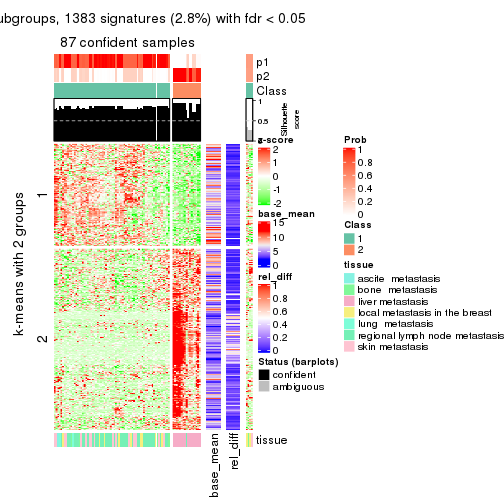 ubgroups, 1383 signatures (2.8%) with fdr < 0.05
87 confident samples
p1
p2
Class
1
0.5
0
Silhouette
score
k-means with 2 groups
1
2
z-score
2
1
0
-1
-2
base_mean
15
10
5
0
rel_diff
1
0.8
0.6
0.4
0.2
0
Status (barplots)
confident
ambiguous
Prob
1
0.8
0.6
0.4
0.2
0
Class
1
2
tissue
ascite metastasis
bone metastasis
liver metastasis
local metastasis in the breast
lung metastasis
regional lymph node metastasis
skin metastasis
tissue
base_mean
rel_diff